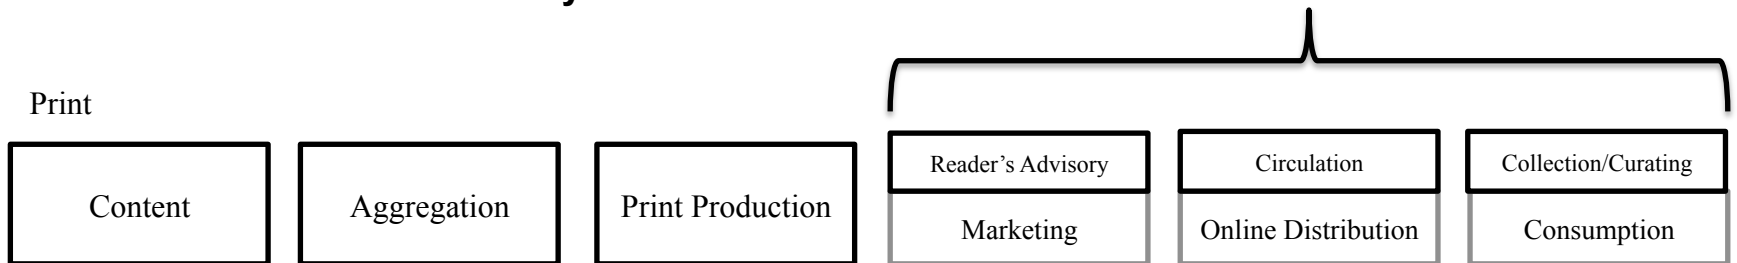 Print
Content
Aggregation
Print Production
Reader’s Advisory
Marketing
Circulation
Online Distribution
Collection/Curating
Consumption